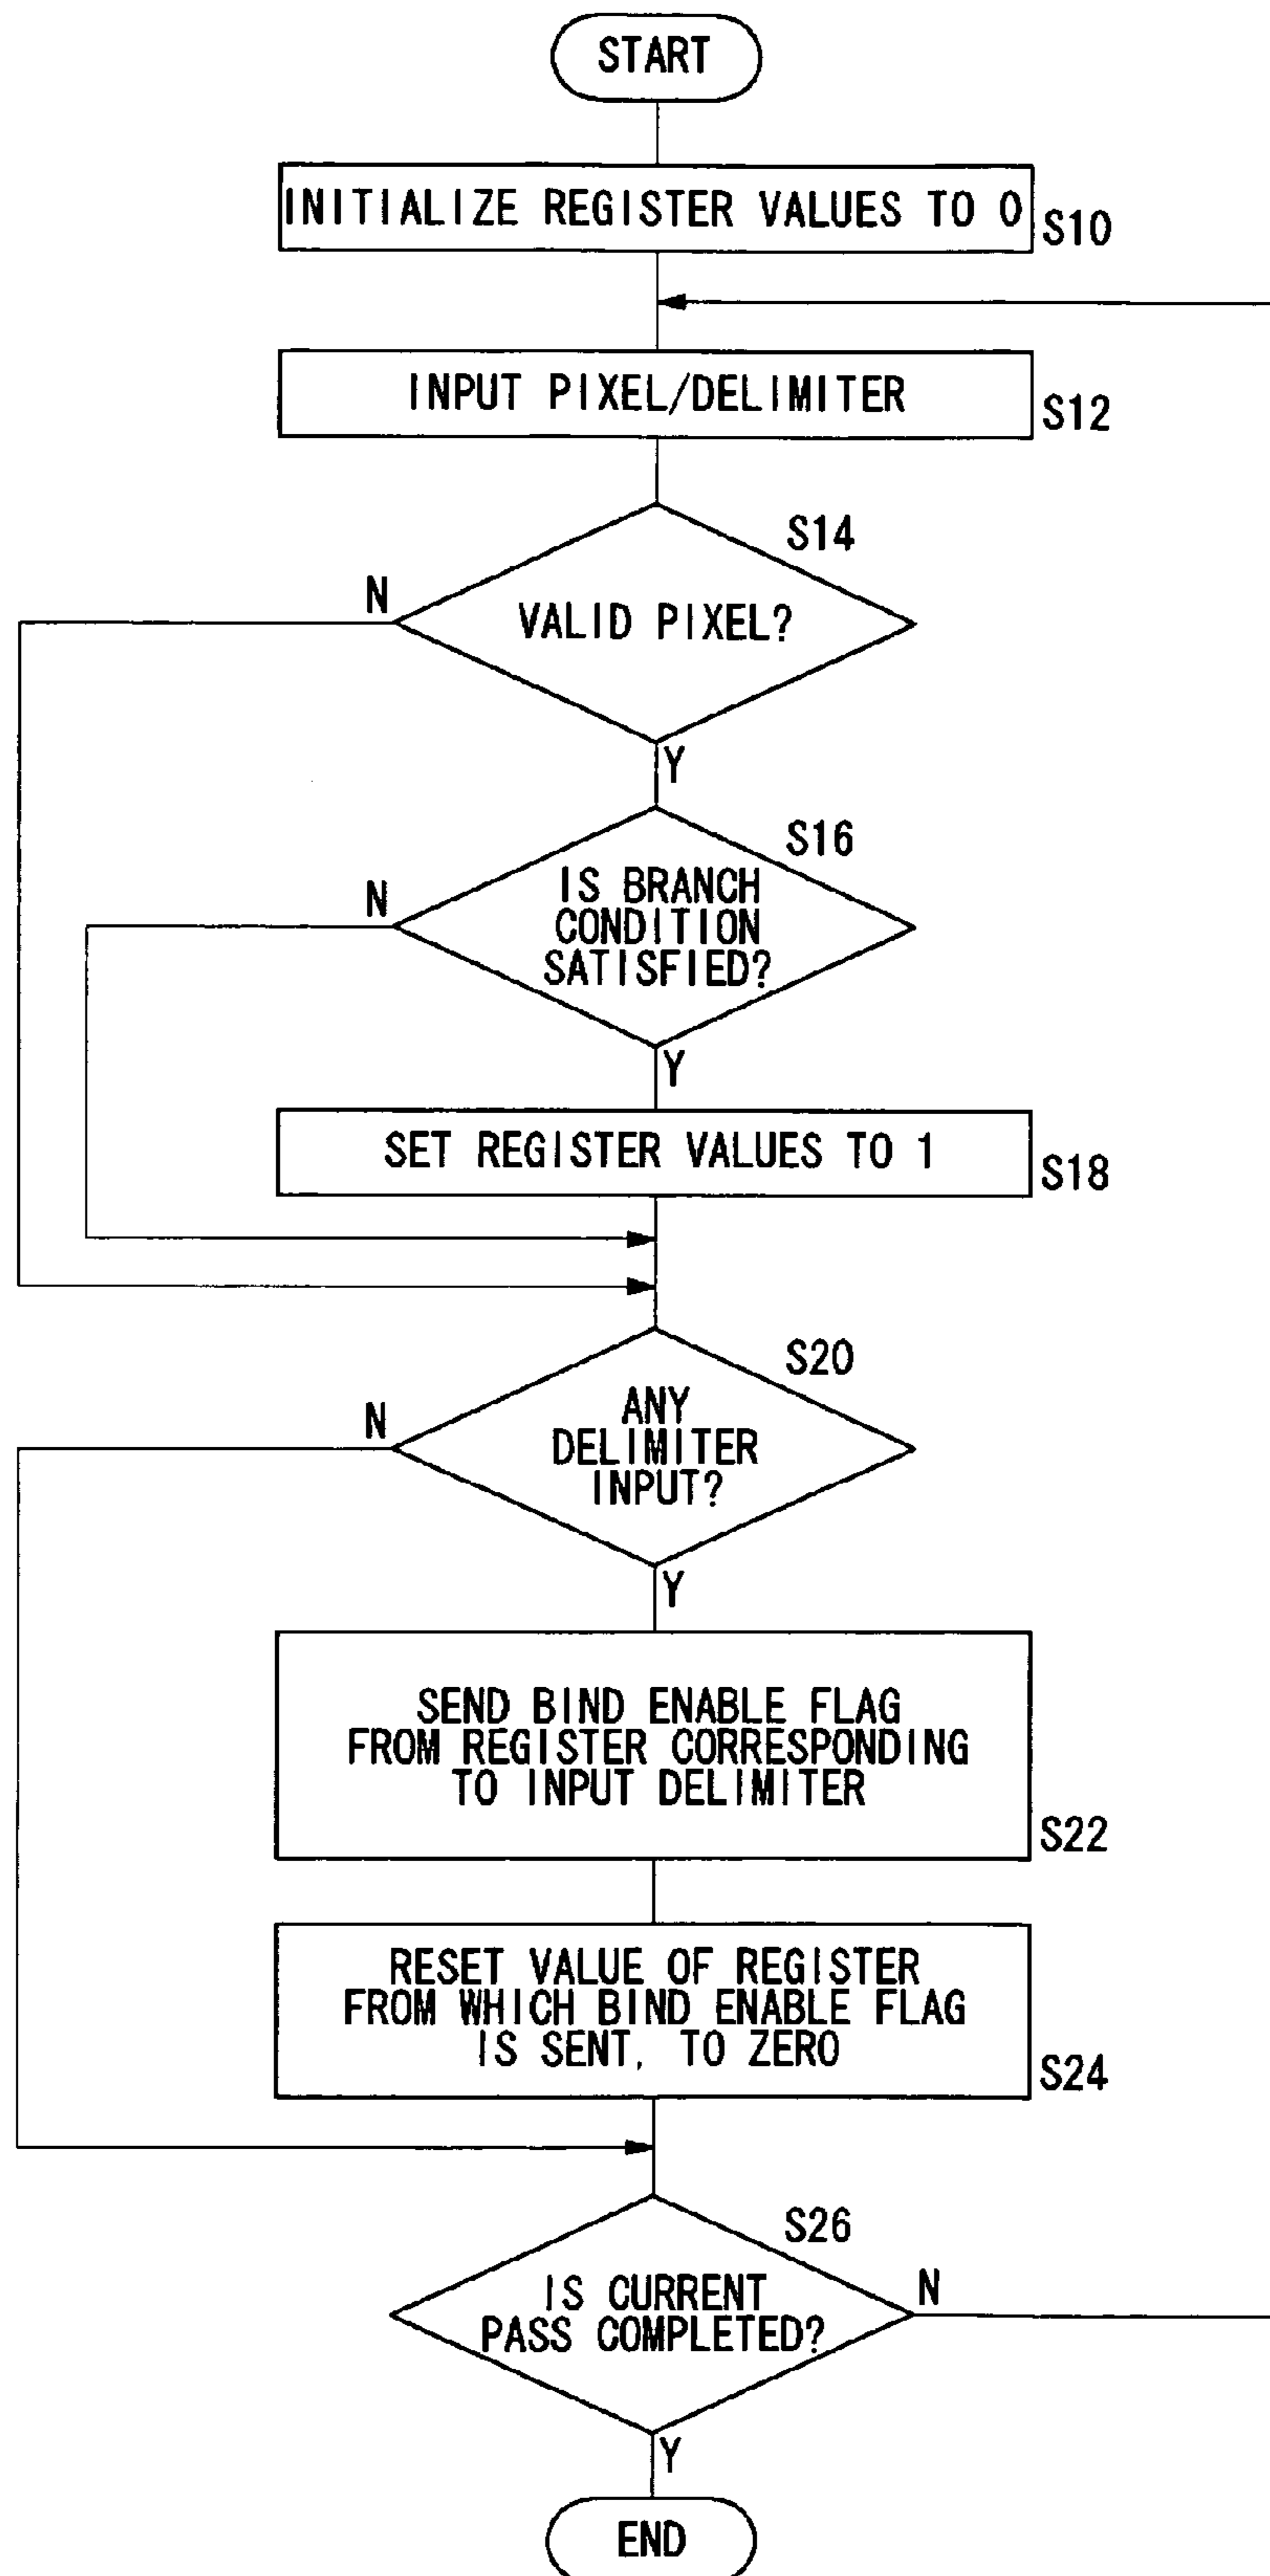 START
INITIALIZE REGISTER VALUES TO 0
S10
INPUT PIXEL/DELIMITER
S12
S14
N
VALID PIXEL?
Y
S16
N
IS BRANCH
CONDITION
SATISFIED?
Y
SET REGISTER VALUES TO 1
S18
S20
N
ANY
DELIMITER
INPUT?
Y
SEND BIND ENABLE FLAG
FROM REGISTER CORRESPONDING
TO INPUT DELIMITER
S22
RESET VALUE OF REGISTER
FROM WHICH BIND ENABLE FLAG
IS SENT, TO ZERO
S24
S26
IS CURRENT
PASS COMPLETED?
N
Y
END